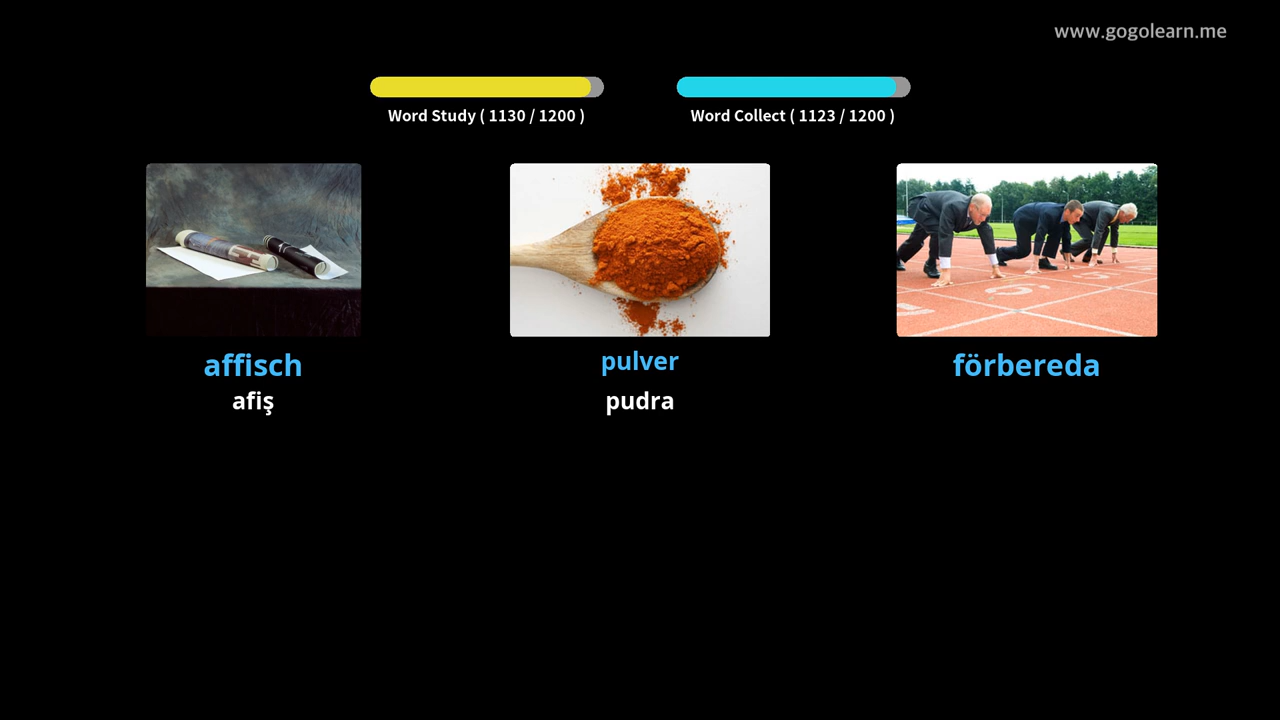 www.gogolearn.me
Word Study ( 1130 / 1200 )
Word Collect ( 1123 / 1200 )
affisch
afiş
pulver
pudra
förbereda